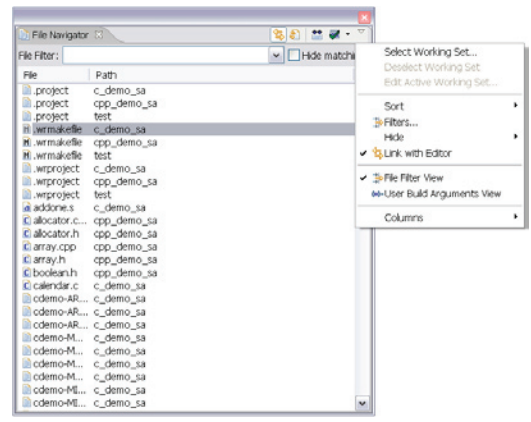 File Navigator
File Filter:
Hide matchi
File Path
.project c_demo_sa
.project cpp_demo_sa
.project test
.wrmakefile c_demo_sa
.wrmakefile cpp_demo_sa
.wrmakefile test
.wrproject c_demo_sa
.wrproject cpp_demo_sa
.wrproject test
addone.s c_demo_sa
allocator.c... cpp_demo_sa
allocator.h cpp_demo_sa
array.cpp cpp_demo_sa
array.h cpp_demo_sa
boolean.h cpp_demo_sa
calendar.c c_demo_sa
cdemo-AR... c_demo_sa
cdemo-AR... c_demo_sa
cdemo-AR... c_demo_sa
cdemo-M... c_demo_sa
cdemo-M... c_demo_sa
cdemo-M... c_demo_sa
cdemo-MI... c_demo_sa
cdemo-MI... c_demo_sa
Select Working Set...
Deselect Working Set
Edit Active Working Set...
Sort
Filters...
Hide
Link with Editor
File Filter View
User Build Arguments View
Columns